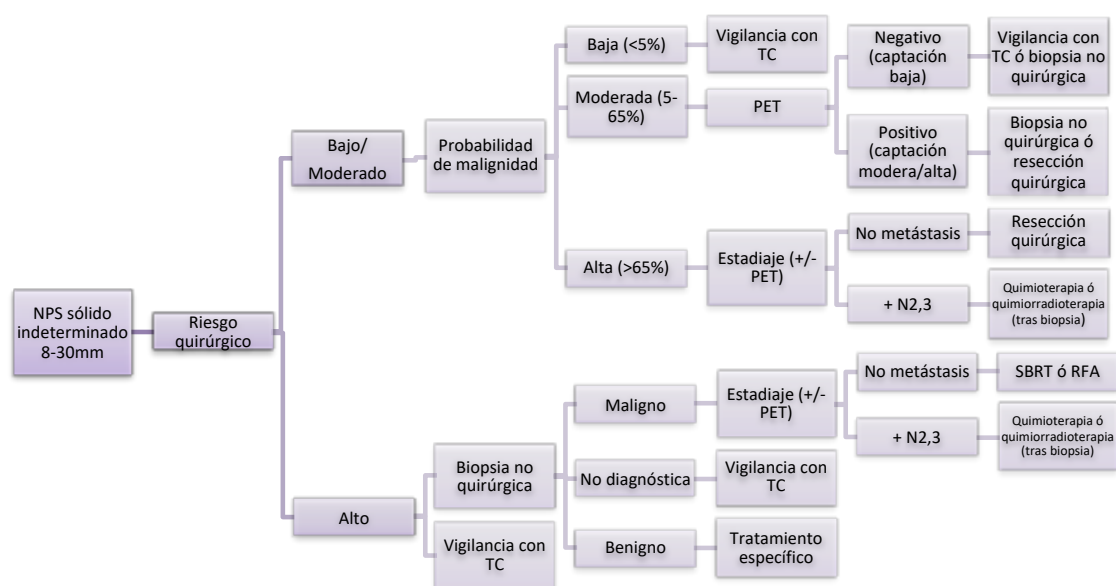 NPS sólido
indeterminado
8-30mm
Riesgo
quirúrgico
Bajo/
Moderado
Probabilidad
de malignidad
Baja (<5%)
Vigilancia con
TC
Moderada (5-
65%)
PET
Negativo
(captación
baja)
Vigilancia con
TC ó biopsia no
quirúrgica
Positivo
(captación
modera/alta)
Biopsia no
quirúrgica ó
resección
quirúrgica
Alta (>65%)
Estadiaje (+/-
PET)
No metástasis
Resección
quirúrgica
+ N2,3
Quimioterapia ó
quimiorradioterapia
(tras biopsia)
Alto
Biopsia no
quirúrgica
Maligno
Estadiaje (+/-
PET)
No metástasis
SBRT ó RFA
+ N2,3
Quimioterapia ó
quimiorradioterapia
(tras biopsia)
No diagnóstica
Vigilancia con
TC
Benigno
Tratamiento
específico
Vigilancia con
TC